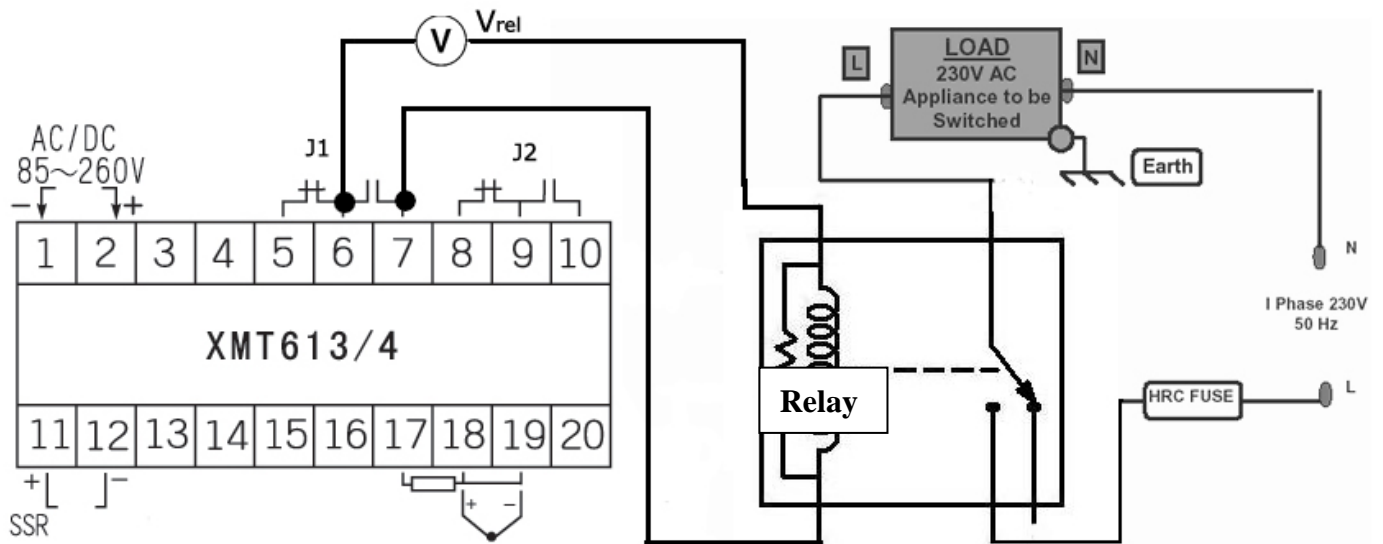 V
Vrel
L
LOAD
230V AC
Appliance to be
Switched
N
Earth
AC/DC
85~260V
- +
J1
J2
1 2 3 4 5 6 7 8 9 10
XMT613/4
11 12 13 14 15 16 17 18 19 20
+ -
SSR
+ -
Relay
N
I Phase 230V
50 Hz
HRC FUSE
L